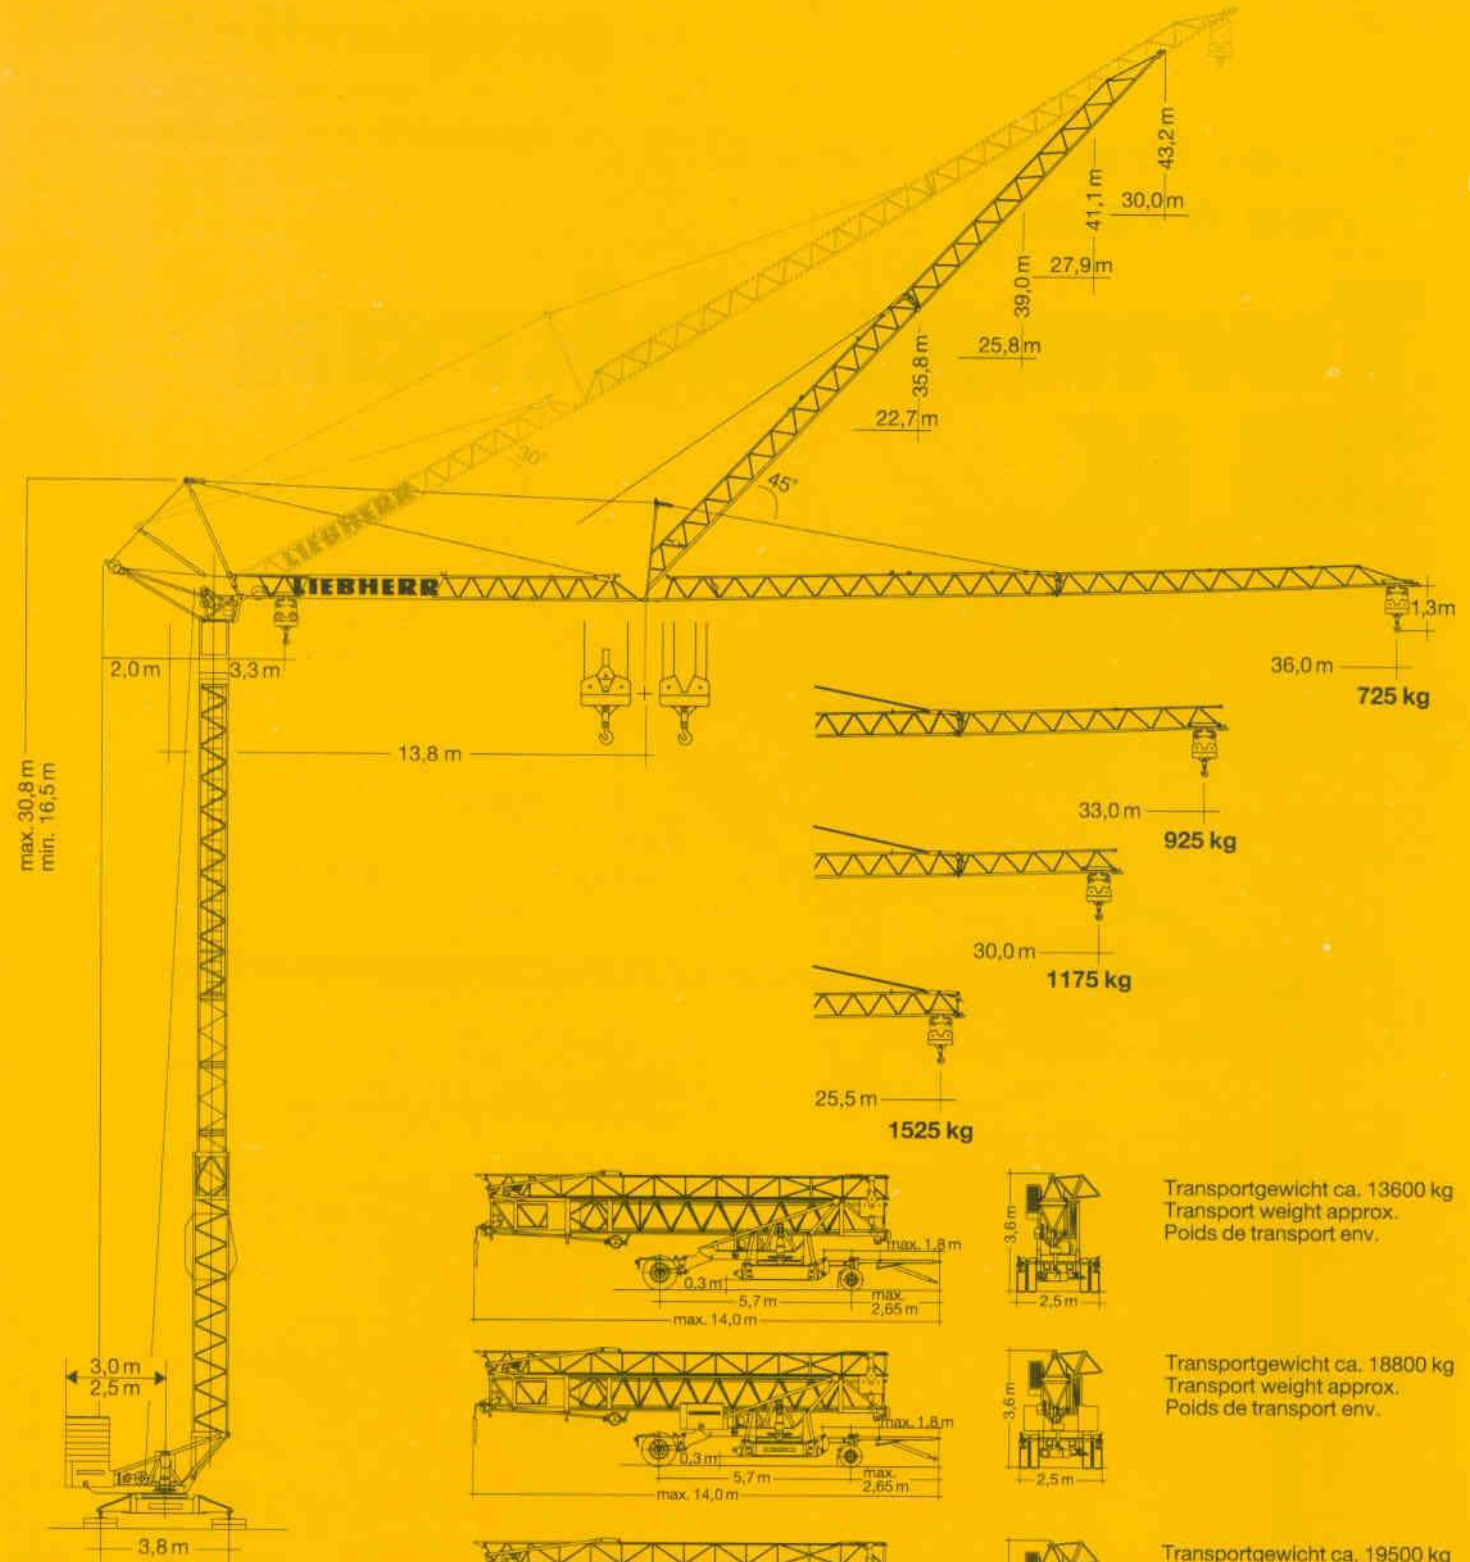 43,2 m
30,0 m
41,1 m
27,9 m
39,0 m
25,8 m
35,8 m
22,7 m
45°
30°
LIEBHERR
LIEBHERR
max. 30,8 m
min. 16,5 m
2,0 m
3,3 m
13,8 m
1,3 m
36,0 m
725 kg
33,0 m
925 kg
30,0 m
1175 kg
25,5 m
1525 kg
Transportgewicht ca. 13600 kg
Transport weight approx.
Poids de transport env.
max. 1,8 m
0,3 m
5,7 m
max.
2,65 m
max. 14,0 m
3,6 m
2,5 m
Transportgewicht ca. 18800 kg
Transport weight approx.
Poids de transport env.
max. 1,8 m
0,3 m
5,7 m
max.
2,65 m
max. 14,0 m
3,6 m
2,5 m
3,0 m
2,5 m
3,8 m
Transportgewicht ca. 19500 kg